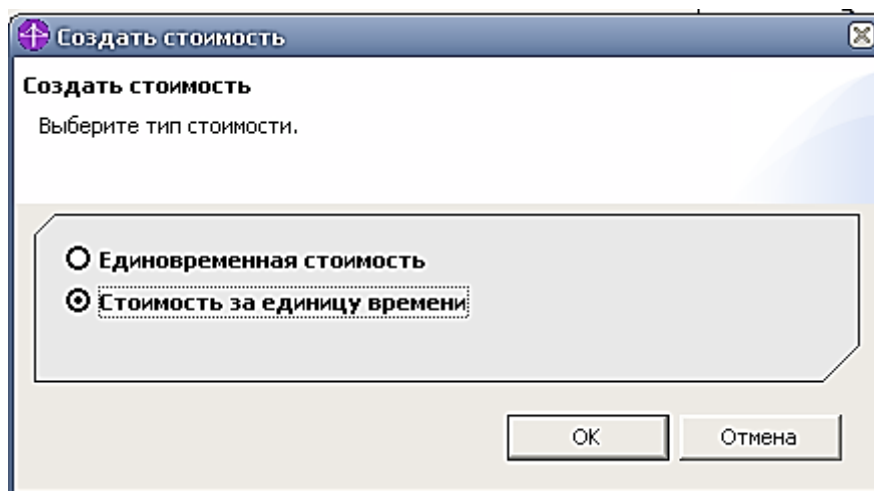 Создать стоимость
Создать стоимость
Выберите тип стоимости.
Единовременная стоимость
Стоимость за единицу времени
OK
Отмена